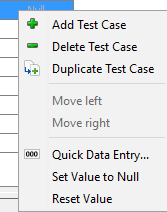 Null
Add Test Case
Delete Test Case
Duplicate Test Case
Move left
Move right
000 Quick Data Entry...
Set Value to Null
Reset Value